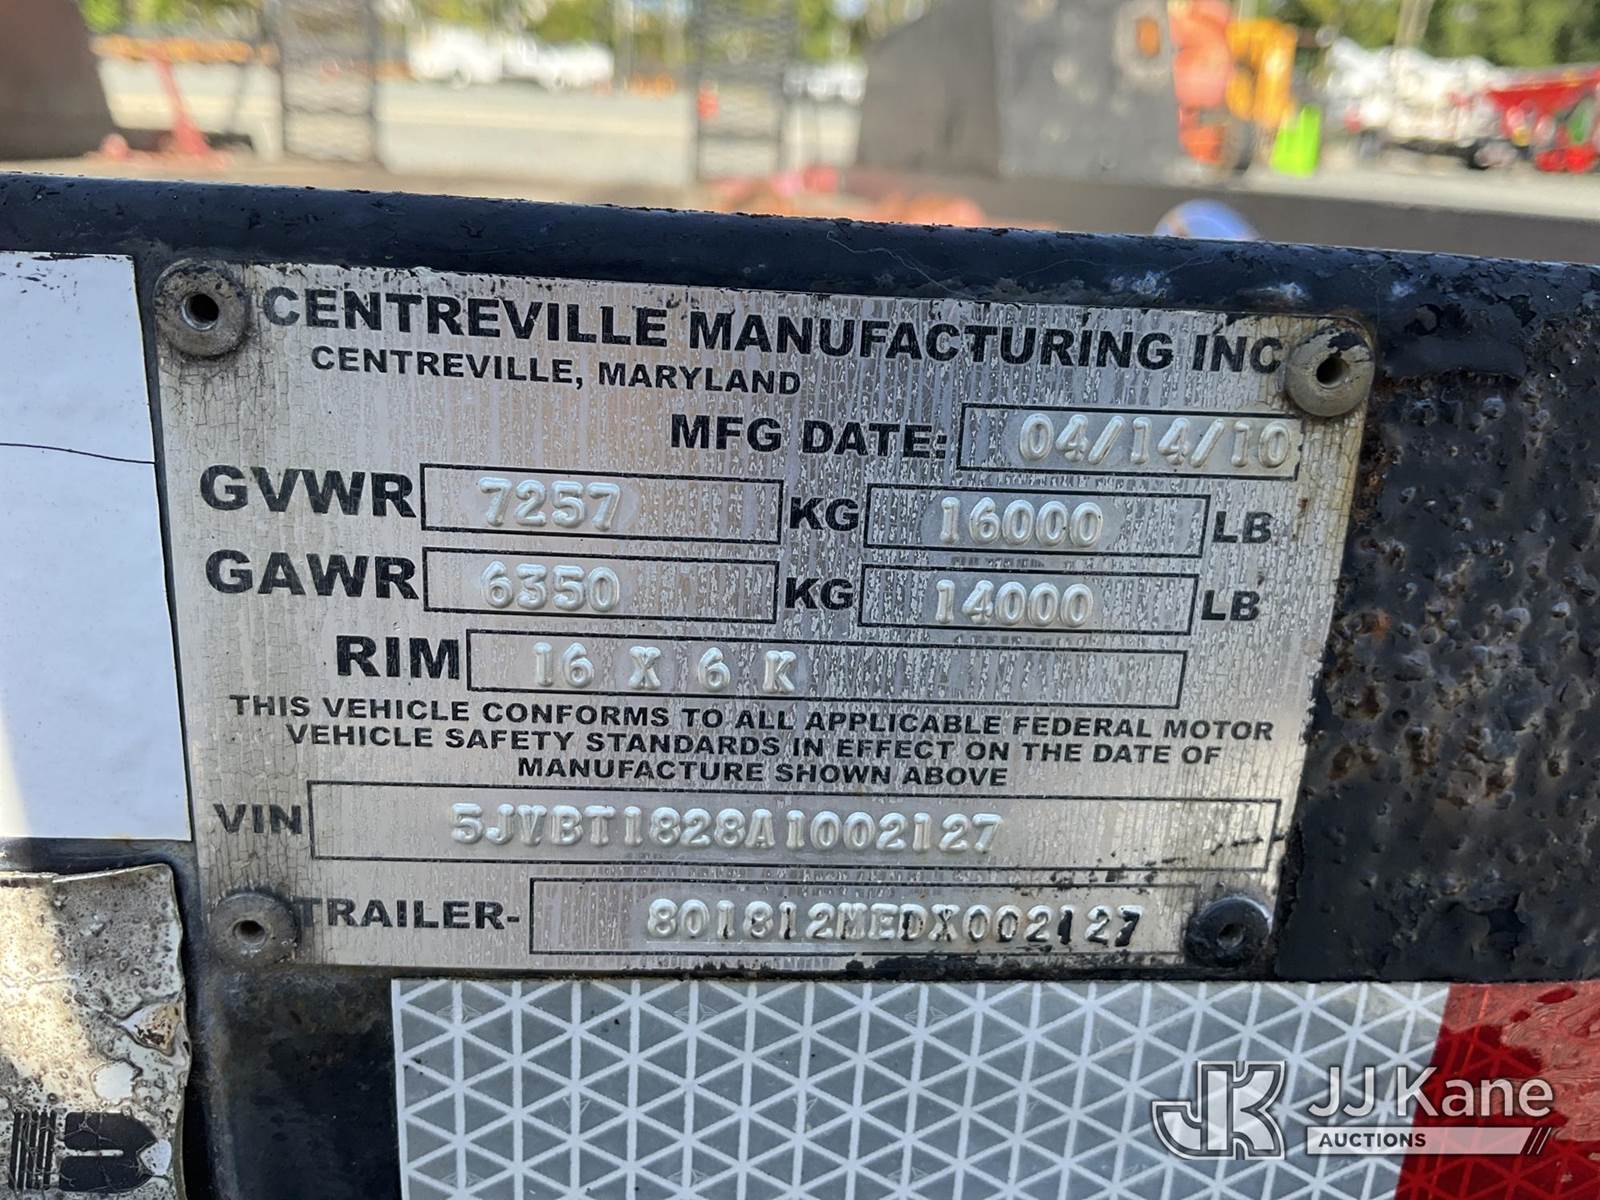 CENTREVILLE MANUFACTURING INC
CENTREVILLE, MARYLAND
MFG DATE: 04/14/10
GVWR 7257 KG 16000 LB
GAWR 6350 KG 14000 LB
RIM 16 X 6 K
THIS VEHICLE CONFORMS TO ALL APPLICABLE FEDERAL MOTOR
VEHICLE SAFETY STANDARDS IN EFFECT ON THE DATE OF
MANUFACTURE SHOWN ABOVE
VIN 5JYBT1828A1002127
TRAILER- 801812MEDX002127
JK JJ Kane
AUCTIONS